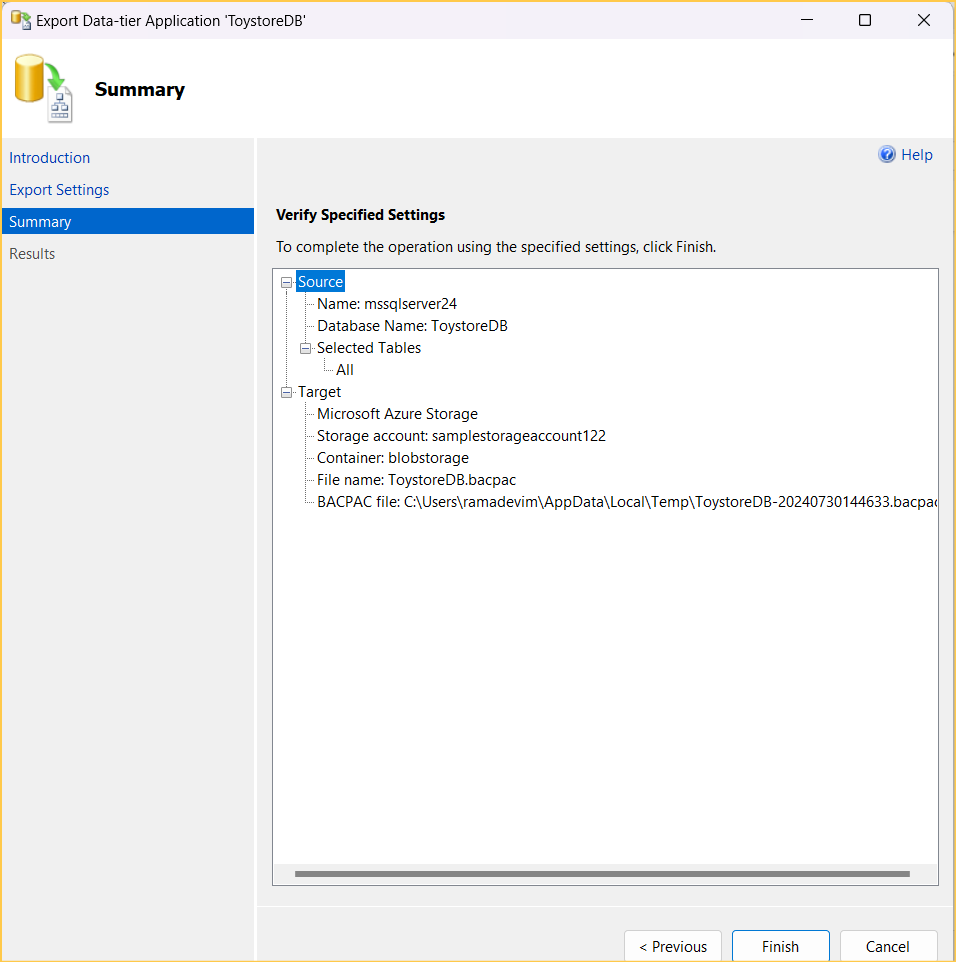 Export Data-tier Application 'ToystoreDB'
Summary
Introduction
Export Settings
Summary
Results
Help
Verify Specified Settings
To complete the operation using the specified settings, click Finish.
Source
Name: mssqlserver24
Database Name: ToystoreDB
Selected Tables
All
Target
Microsoft Azure Storage
Storage account: samplestorageaccount122
Container: blobstorage
File name: ToystoreDB.bacpac
BACPAC file: C:\Users\ramadevim\AppData\Local\Temp\ToystoreDB-20240730144633.bacpac
< Previous
Finish
Cancel